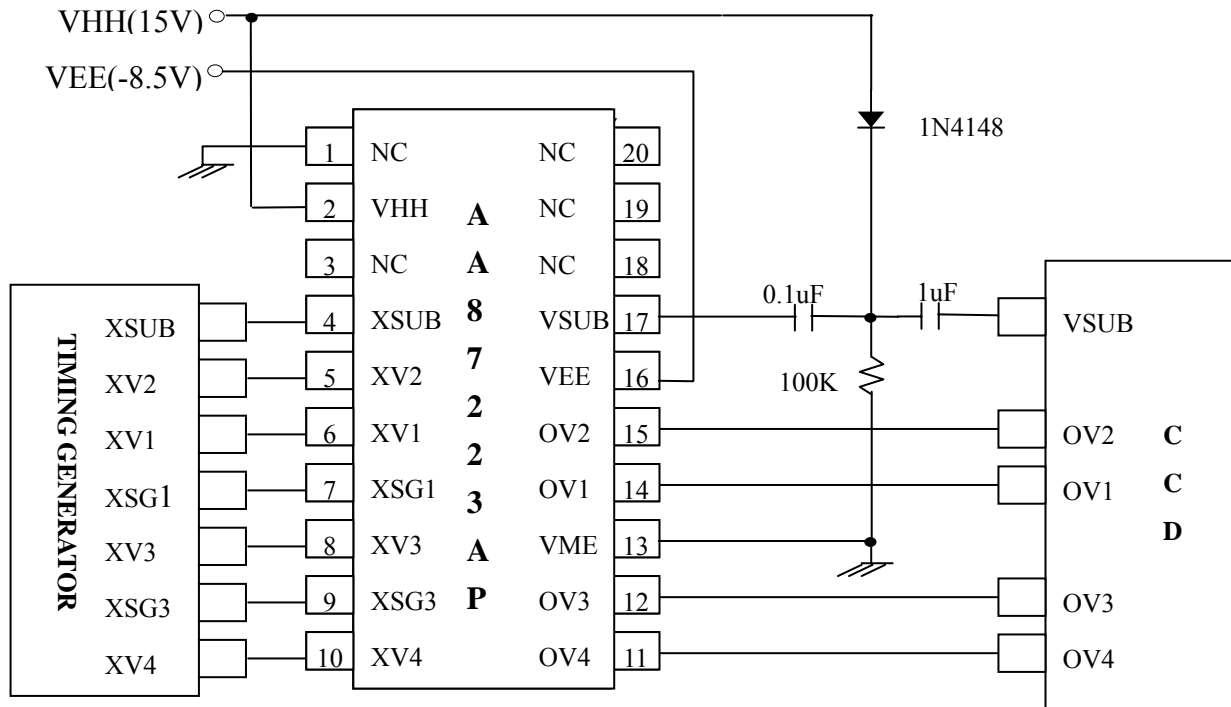 VHH(15V)
VEE(-8.5V)
1N4148
1 NC NC 20
2 VHH NC 19
3 NC NC 18
XSUB 4 XSUB VSUB 17 0.1uF 1uF VSUB
XV2 5 XV2 VEE 16 100K
XV1 6 XV1 OV2 15 OV2
XSG1 7 XSG1 OV1 14 OV1
XV3 8 XV3 VME 13
XSG3 9 XSG3 OV3 12 OV3
XV4 10 XV4 OV4 11 OV4
TIMING GENERATOR
AA87223AP
CCD